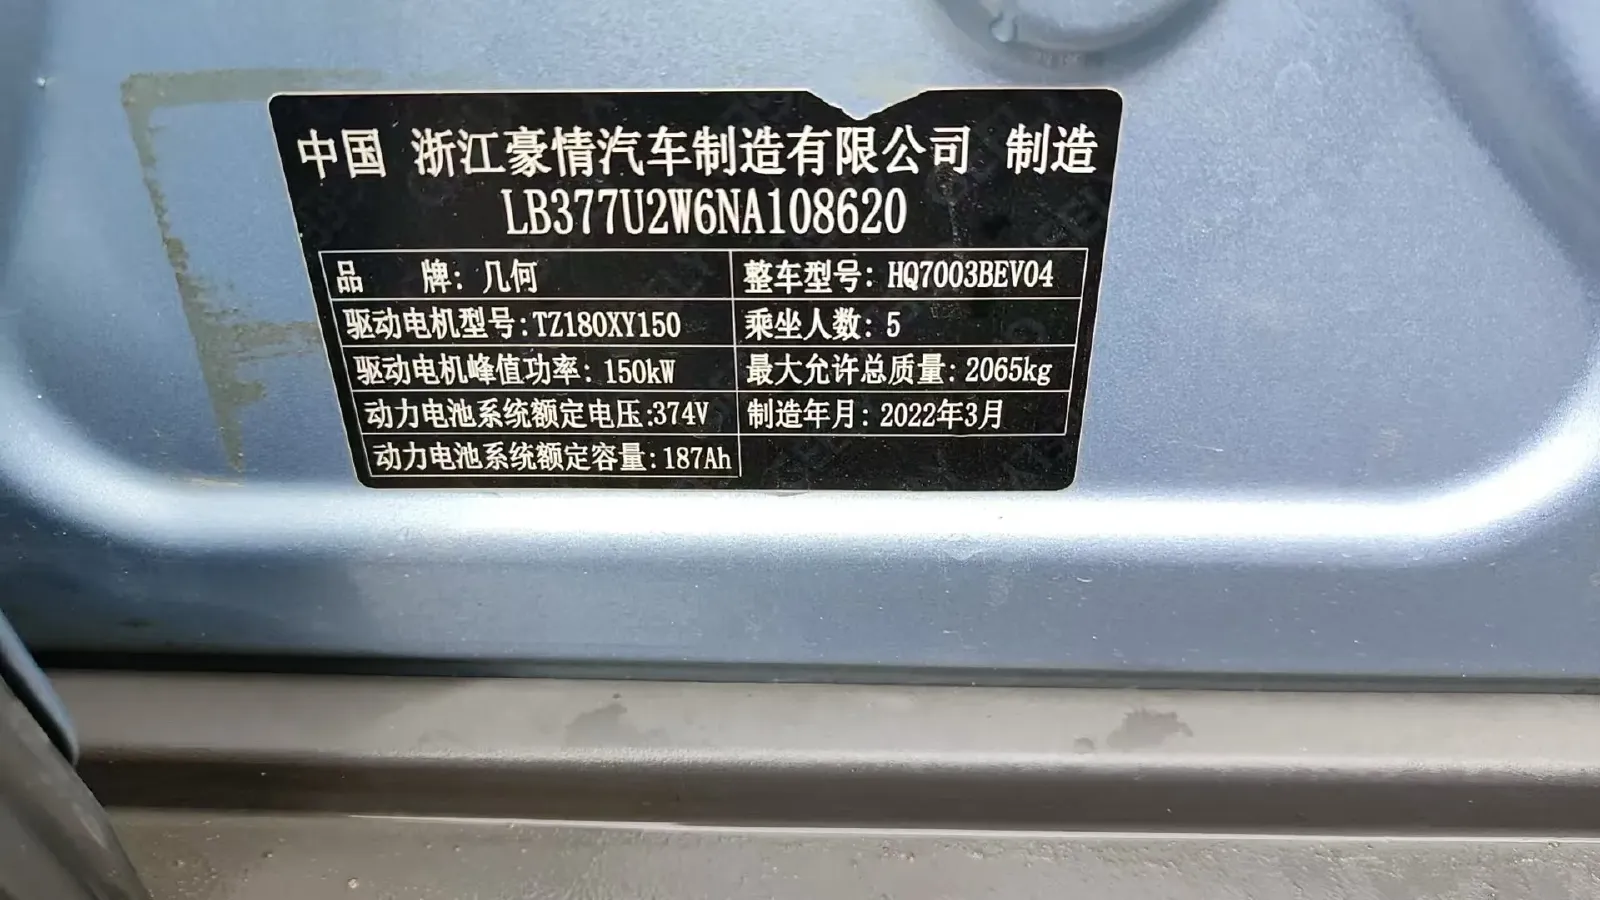 中国 浙江豪情汽车制造有限公司 制造
LB377U2W6NA108620
品 牌: 几何 整车型号: HQ7003BEV04
驱动电机型号:TZ180XY150 乘坐人数: 5
驱动电机峰值功率: 150kW 最大允许总质量: 2065kg
动力电池系统额定电压:374V 制造年月: 2022年3月
动力电池系统额定容量:187Ah